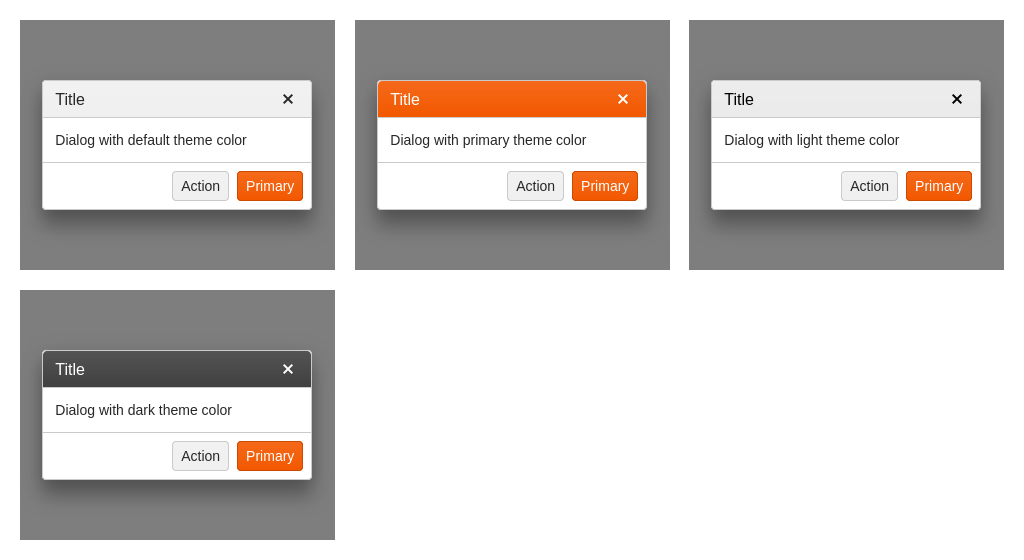 Title
Dialog with default theme color
Action Primary
Title
Dialog with primary theme color
Action Primary
Title
Dialog with light theme color
Action Primary
Title
Dialog with dark theme color
Action Primary